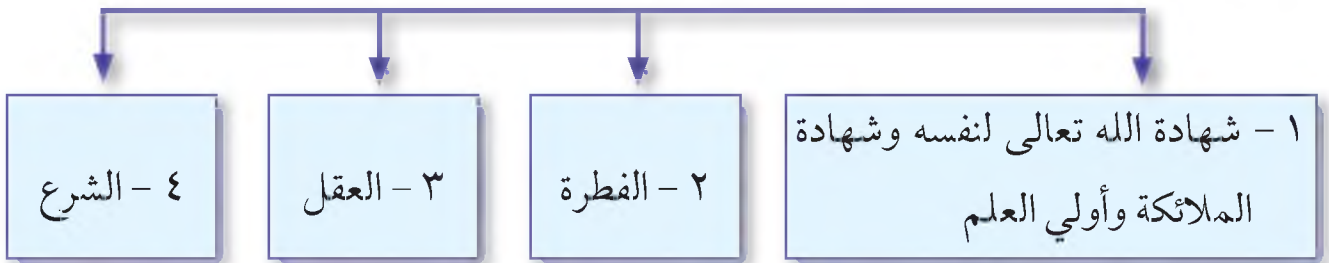 ١ – شهادة الله تعالى لنفسه وشهادة
الملائكة وأولي العلم
٢ – الفطرة
٣ – العقل
٤ – الشرع